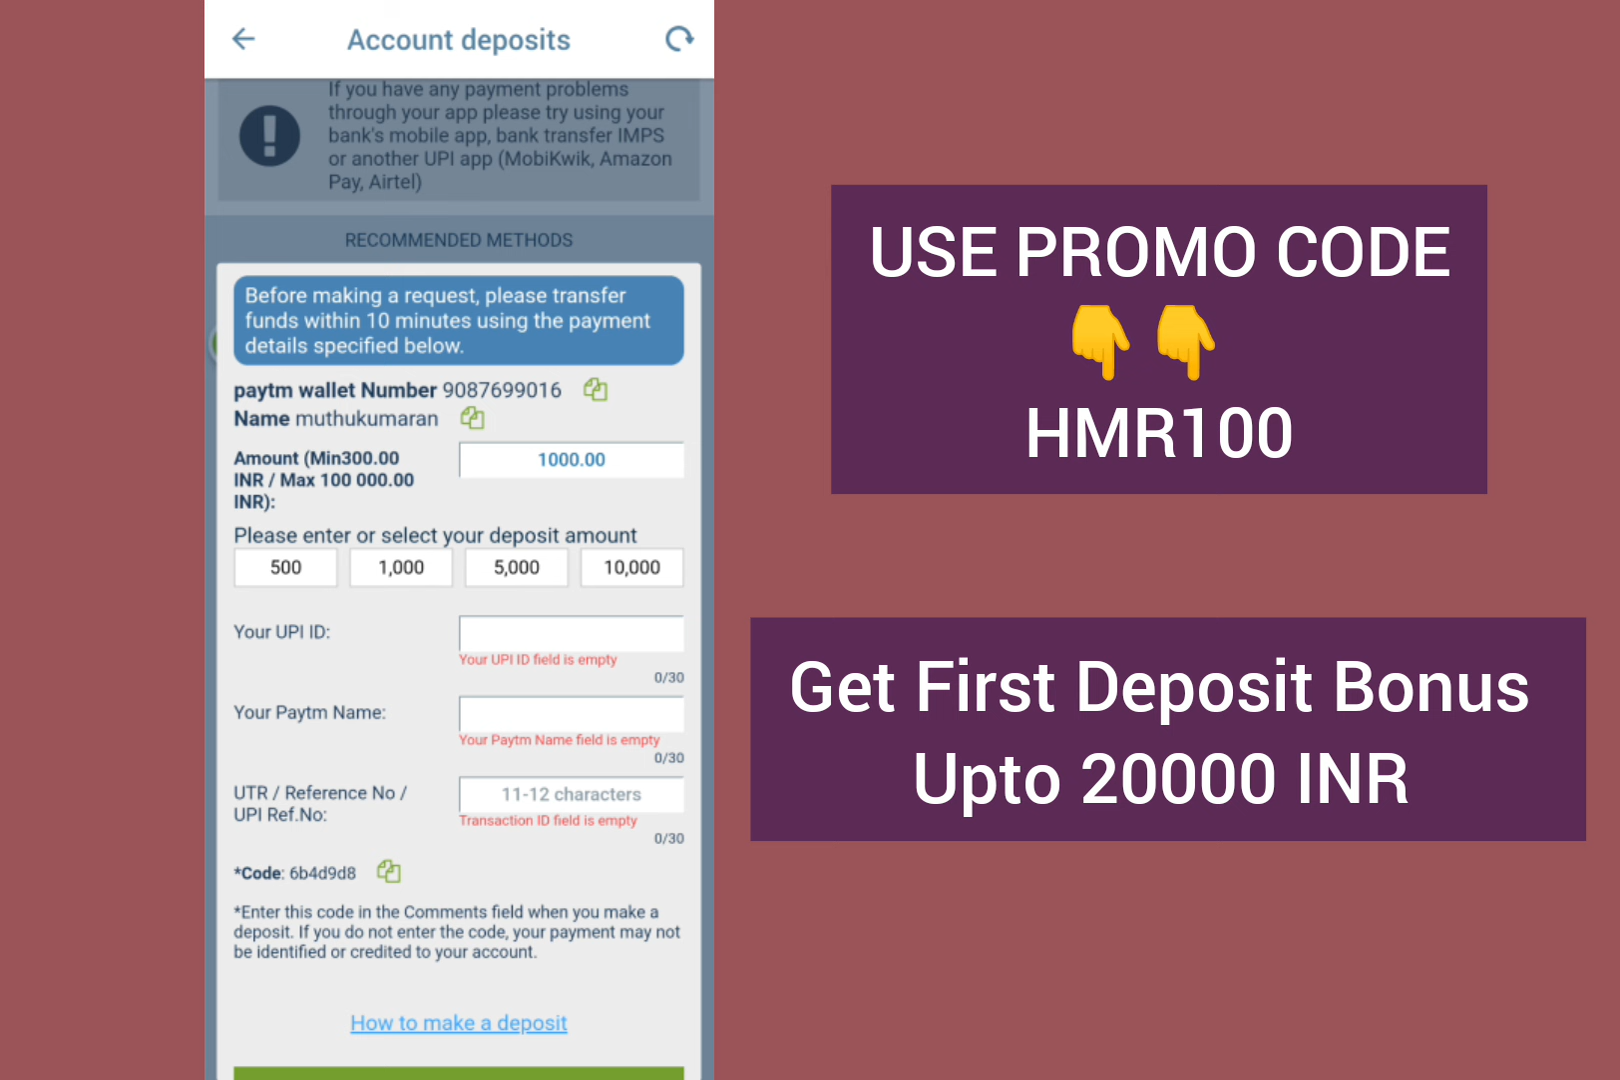 Account deposits
If you have any payment problems
through your app please try using your
bank's mobile app, bank transfer IMPS
or another UPI app (MobiKwik, Amazon
Pay, Airtel)
RECOMMENDED METHODS
Before making a request, please transfer
funds within 10 minutes using the payment
details specified below.
paytm wallet Number 9087699016
Name muthukumaran
Amount (Min300.00
INR / Max 100 000.00
INR):
1000.00
Please enter or select your deposit amount
500 1,000 5,000 10,000
Your UPI ID:
Your UPI ID field is empty
0/30
Your Paytm Name:
Your Paytm Name field is empty
0/30
UTR / Reference No /
UPI Ref.No:
11-12 characters
Transaction ID field is empty
0/30
*Code: 6b4d9d8
*Enter this code in the Comments field when you make a
deposit. If you do not enter the code, your payment may not
be identified or credited to your account.
How to make a deposit
USE PROMO CODE
👇👇
HMR100
Get First Deposit Bonus
Upto 20000 INR